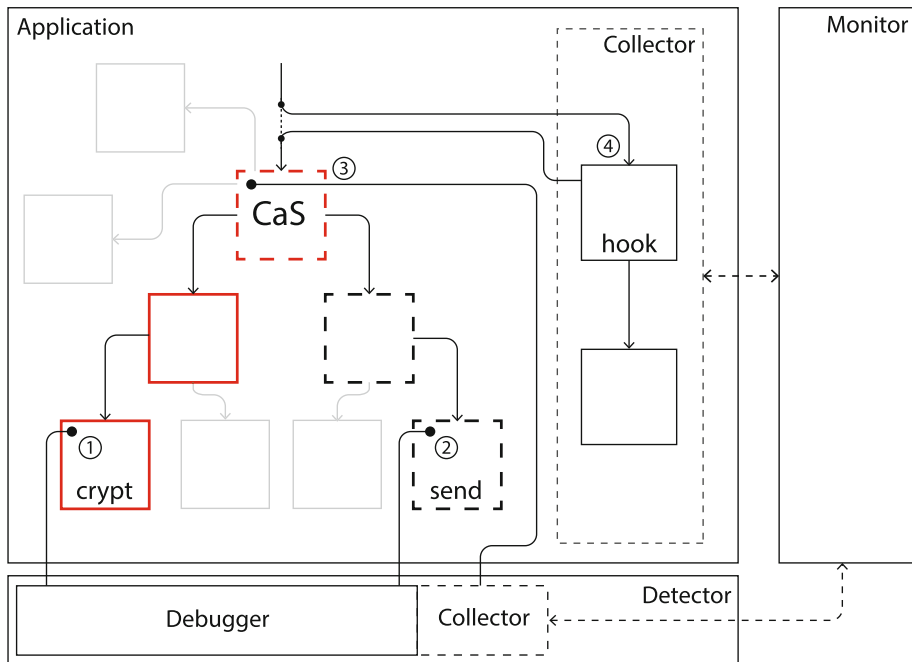 Application
Collector
Monitor
④
③
CaS
hook
①
②
crypt
send
Detector
Debugger
Collector